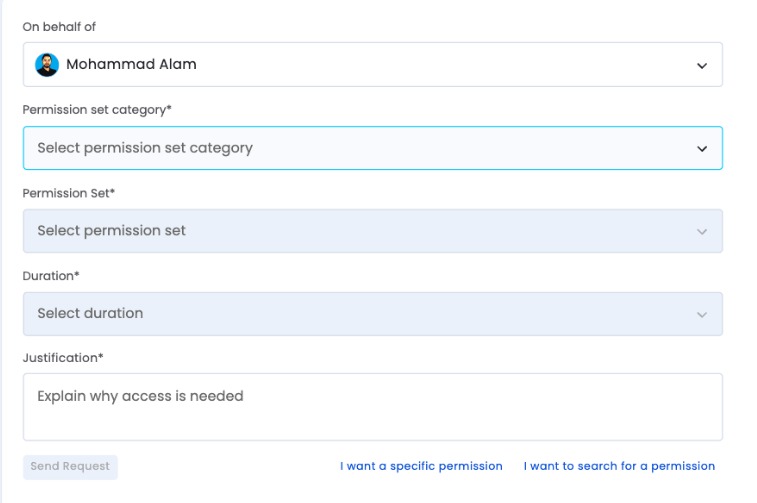 On behalf of
Mohammad Alam
Permission set category*
Select permission set category
Permission Set*
Select permission set
Duration*
Select duration
Justification*
Explain why access is needed
Send Request I want a specific permission I want to search for a permission